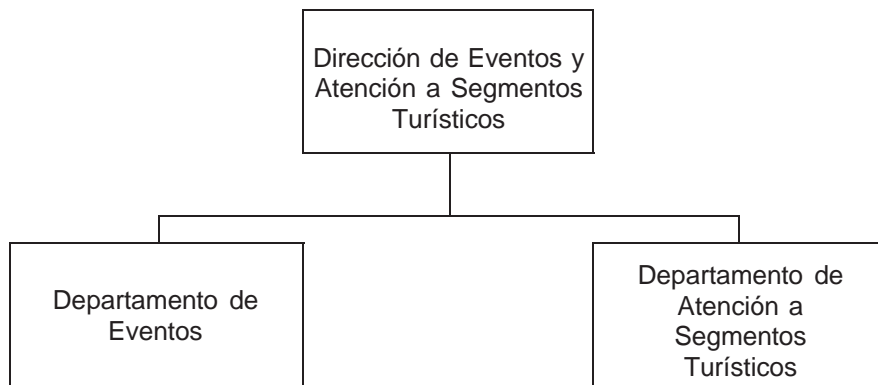 Dirección de Eventos y
Atención a Segmentos
Turísticos
Departamento de
Eventos
Departamento de
Atención a
Segmentos
Turísticos